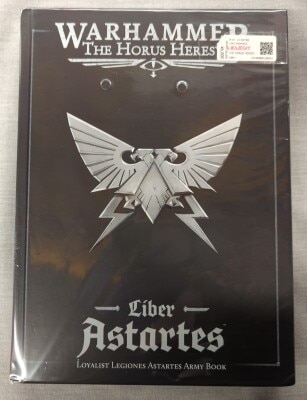 WARHAMMER
THE HORUS HERESY
Liber
Astartes
LOYALIST LEGIONES ASTARTES ARMY BOOK